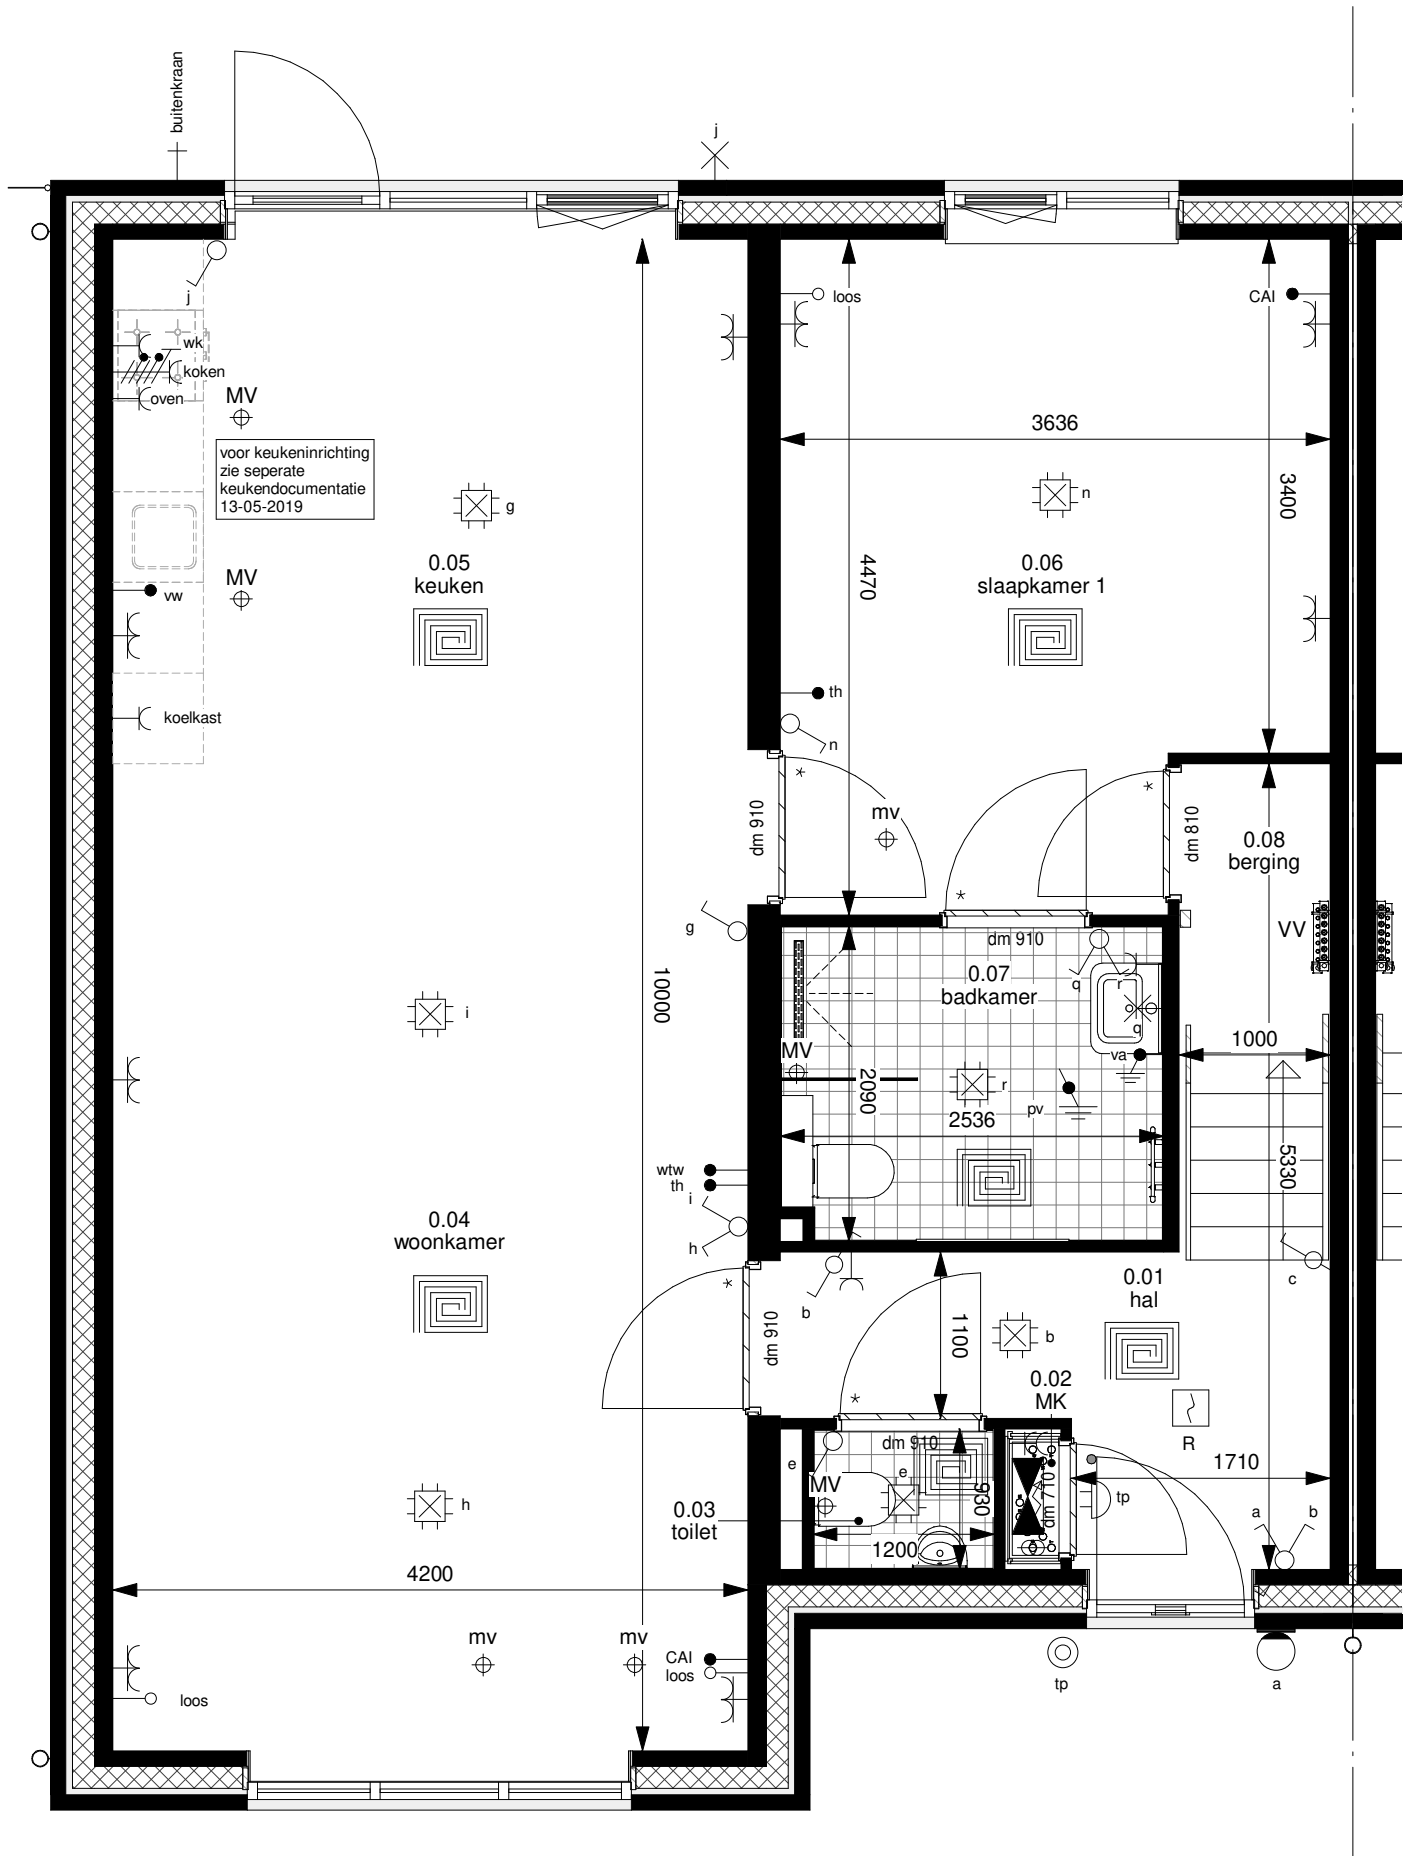 buitenkraan
j
j
loos
CAI
wk
koken
oven
MV
voor keukeninrichting
zie seperate
keukendocumentatie
13-05-2019
g
3636
n
3400
0.05
keuken
MV
vw
4470
0.06
slaapkamer 1
koelkast
th
n
dm 910
mv
dm 810
0.08
berging
g
VV
dm 910
0.07
badkamer
q
r
q
10000
i
MV
va
1000
2090
r
pv
2536
5330
wtw
th
i
h
0.04
woonkamer
b
0.01
hal
c
dm 910
1100
b
0.02
MK
R
dm 910
e
e
MV
930
dm 710
1710
tp
h
0.03
toilet
1200
a
b
4200
mv
mv
CAI
loos
loos
tp
a